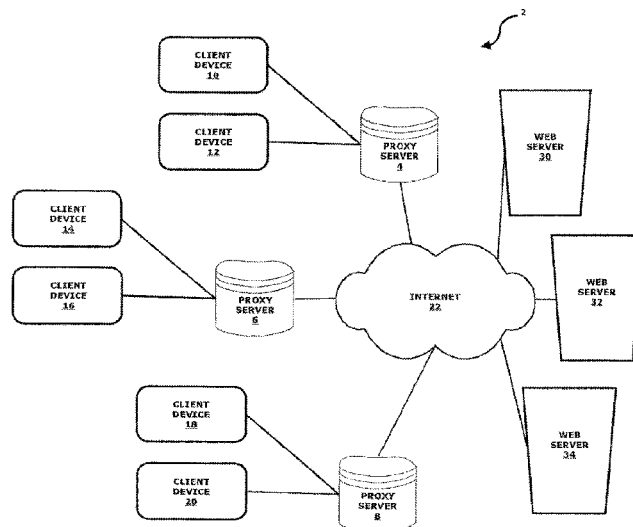 2
CLIENT
DEVICE
10
CLIENT
DEVICE
12
PROXY
SERVER
4
WEB
SERVER
30
CLIENT
DEVICE
14
CLIENT
DEVICE
16
PROXY
SERVER
6
INTERNET
22
WEB
SERVER
32
CLIENT
DEVICE
18
CLIENT
DEVICE
20
PROXY
SERVER
8
WEB
SERVER
34